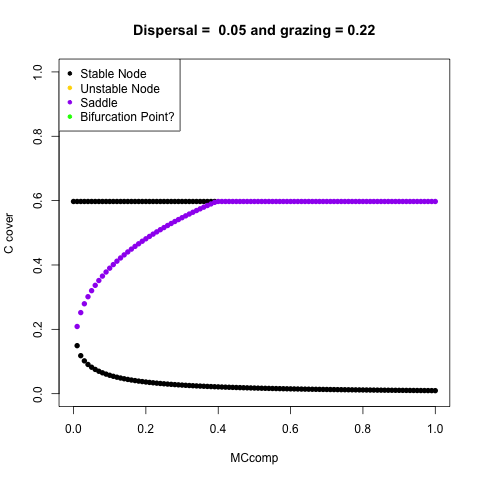 Dispersal =  0.05 and grazing = 0.22
Stable Node
Unstable Node
Saddle
Bifurcation Point?
C cover
1.0
0.8
0.6
0.4
0.2
0.0
0.0 0.2 0.4 0.6 0.8 1.0
MCcomp